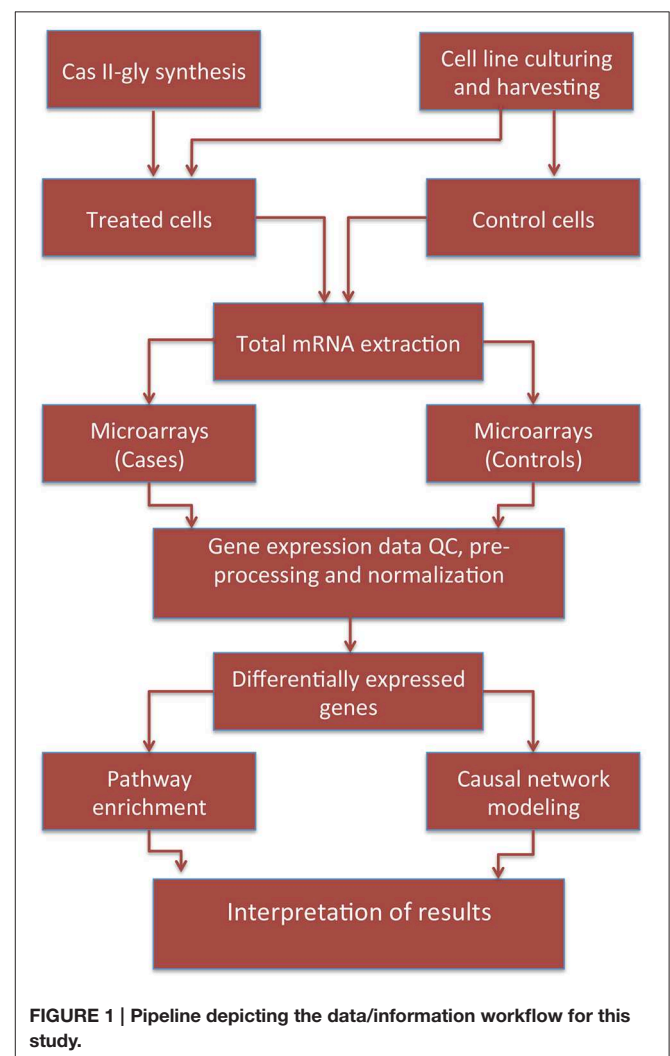 Cas II-gly synthesis
Cell line culturing
and harvesting
Treated cells
Control cells
Total mRNA extraction
Microarrays
(Cases)
Microarrays
(Controls)
Gene expression data QC, pre-
processing and normalization
Differentially expressed
genes
Pathway
enrichment
Causal network
modeling
Interpretation of results
FIGURE 1 | Pipeline depicting the data/information workflow for this
study.